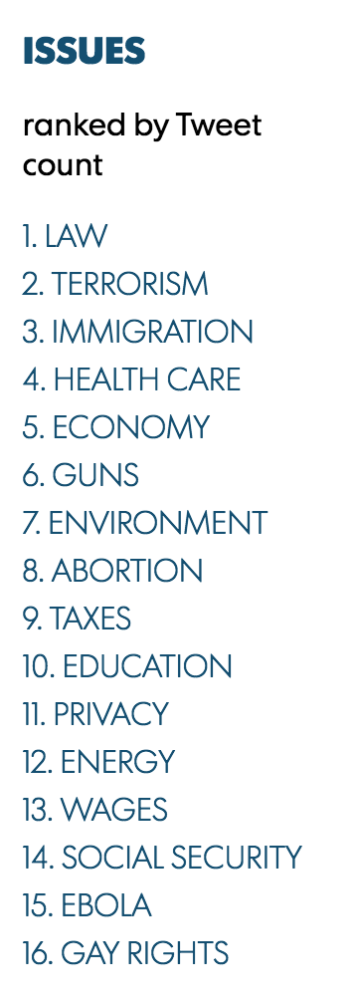 ISSUES
ranked by Tweet
count
1. LAW
2. TERRORISM
3. IMMIGRATION
4. HEALTH CARE
5. ECONOMY
6. GUNS
7. ENVIRONMENT
8. ABORTION
9. TAXES
10. EDUCATION
11. PRIVACY
12. ENERGY
13. WAGES
14. SOCIAL SECURITY
15. EBOLA
16. GAY RIGHTS